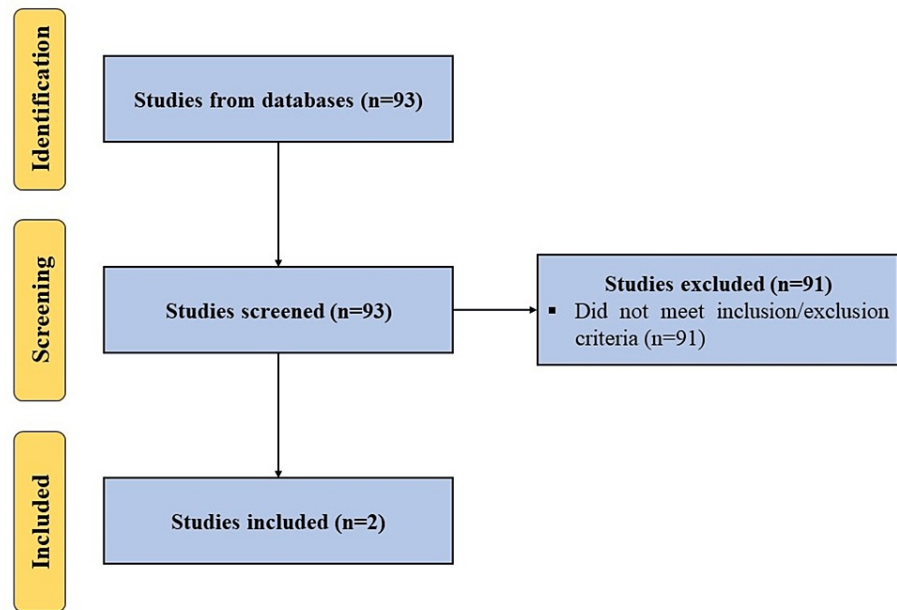 Identification
Studies from databases (n=93)
Screening
Studies screened (n=93)
Studies excluded (n=91)
▪ Did not meet inclusion/exclusion
criteria (n=91)
Included
Studies included (n=2)